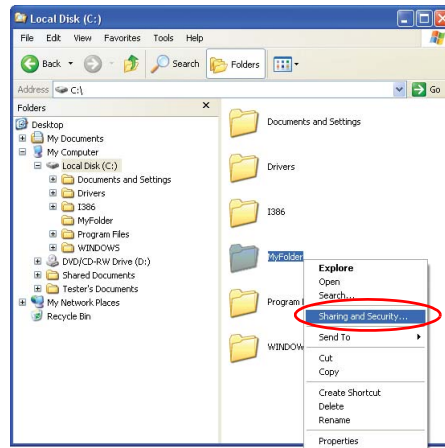 Local Disk (C:)
File Edit View Favorites Tools Help
Back Search Folders
Address C:\ Go
Folders
Desktop
My Documents
My Computer
Local Disk (C:)
Documents and Settings
Drivers
I386
MyFolder
Program Files
WINDOWS
DVD/CD-RW Drive (D:)
Shared Documents
Tester's Documents
My Network Places
Recycle Bin
Documents and Settings
Drivers
I386
MyFolder
Program
WINDOW
Explore
Open
Search...
Sharing and Security...
Send To
Cut
Copy
Create Shortcut
Delete
Rename
Properties